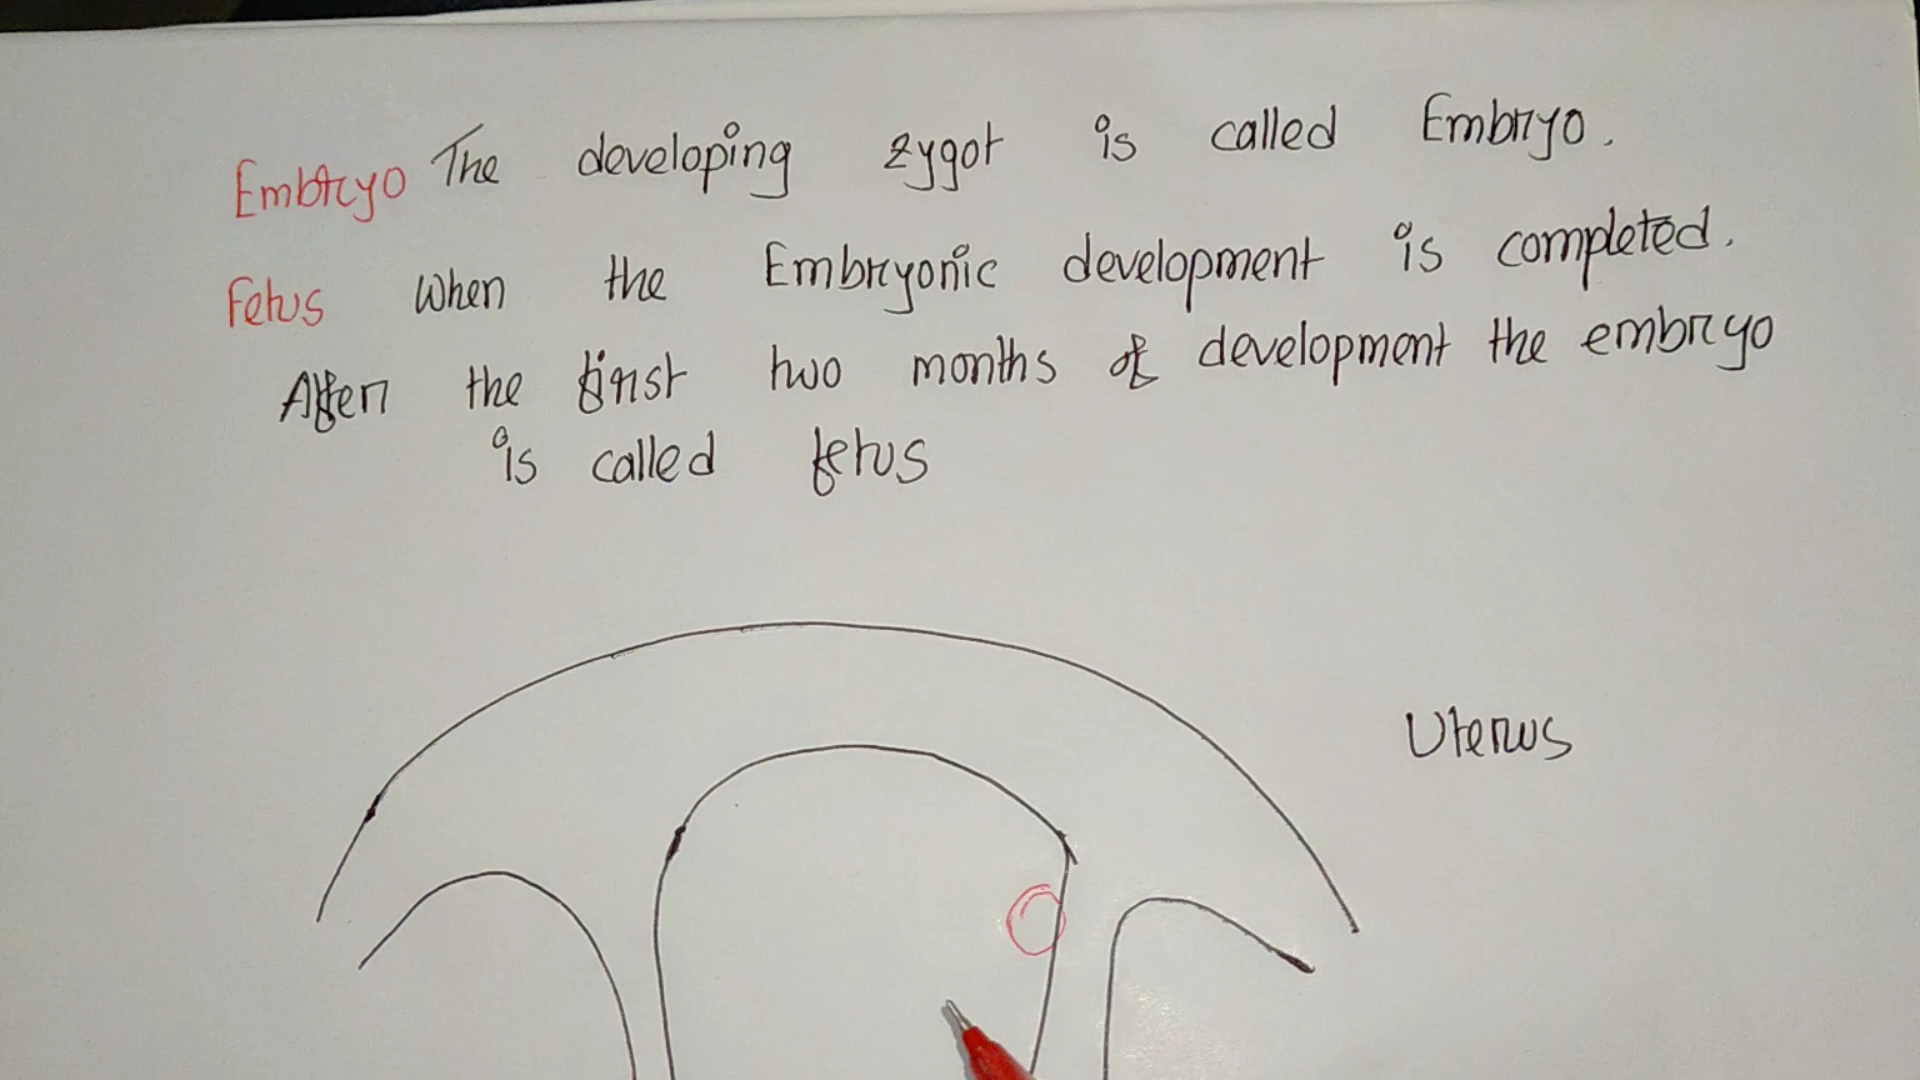 Embryo The developing zygot is called Embryo.
Fetus When the Embryonic development is completed.
After the first two months of development the embryo
is called fetus
Uterus